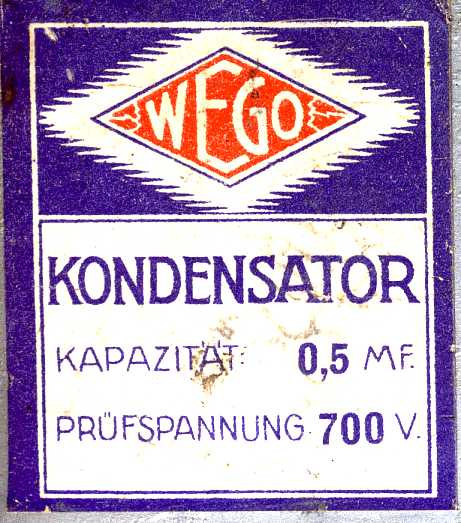 WEGO
KONDENSATOR
KAPAZITÄT: 0,5 MF.
PRÜFSPANNUNG: 700 V.